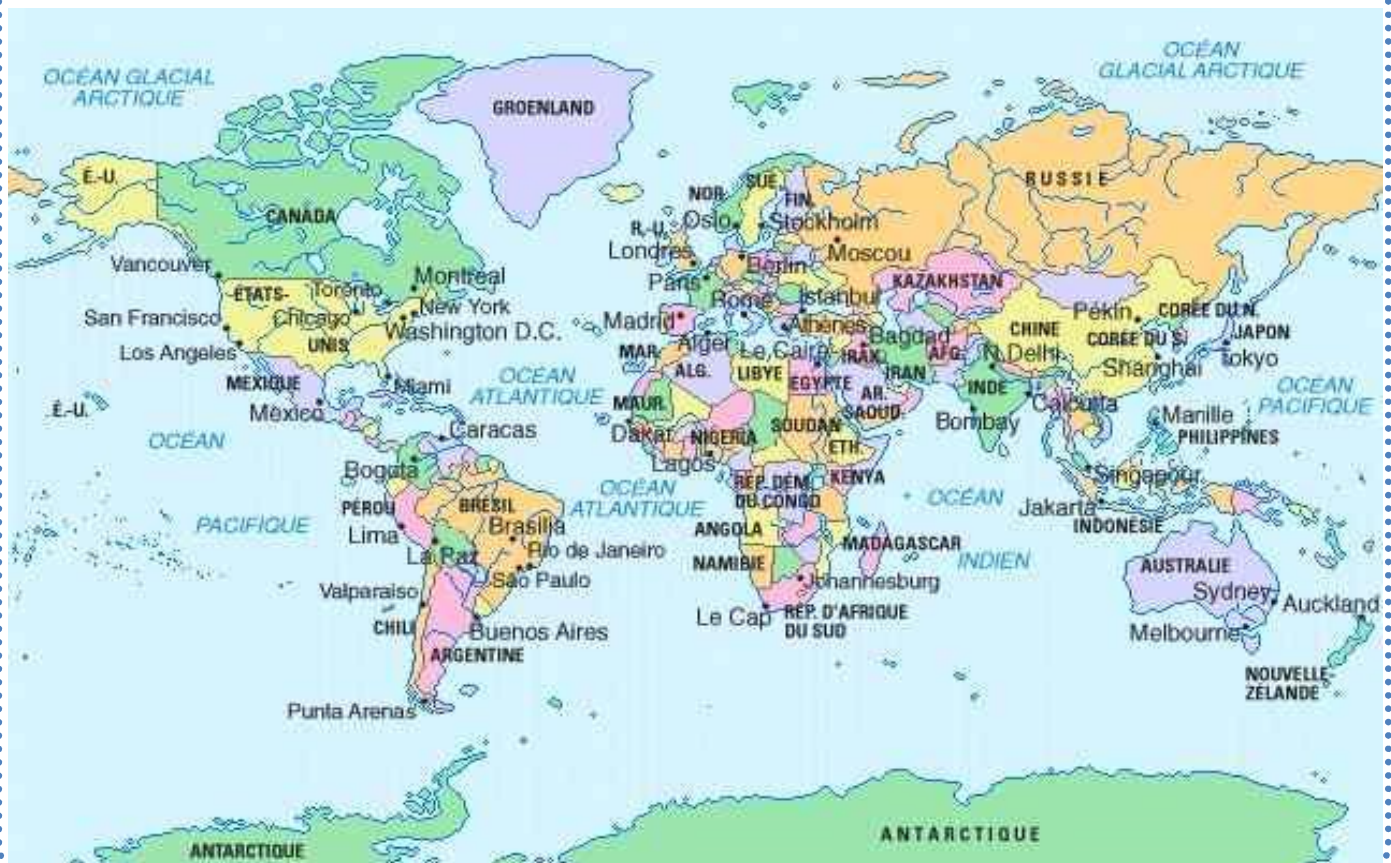 OCÉAN
GLACIAL ARCTIQUE
OCÉAN GLACIAL
ARCTIQUE
GROENLAND
É.-U.
CANADA
RUSSIE
NOR.
SUÈ.
FIN.
R.-U.
Oslo
Stockholm
Londres
Moscou
Vancouver
Montreal
Berlin
KAZAKHSTAN
Paris
ÉTATS-
Toronto
New York
Rome
Istanbul
Pékin
CORÉE DU N.
San Francisco
Chicago
Washington D.C.
Madrid
Athènes
Bagdad
CHINE
CORÉE DU S.
JAPON
Los Angeles
UNIS
Alger
Le Caire
MAR.
IRAK
AFG.
N.Delhi
Tokyo
Shanghai
MEXIQUE
Miami
OCÉAN
ATLANTIQUE
ALG.
LIBYE
EGYPTE
IRAN
INDE
OCÉAN
PACIFIQUE
É.-U.
Mexico
MAUR.
AR.
SAOUD.
Calcutta
Manille
OCÉAN
Caracas
Dakar
NIGERIA
SOUDAN
Bombay
PHILIPPINES
ETH.
Bogota
Lagos
RÉP. DÉM.
DU CONGO
KENYA
Singapour
PÉROU
BRESIL
OCÉAN
ATLANTIQUE
OCÉAN
Jakarta
PACIFIQUE
Lima
Brasilia
ANGOLA
INDONÉSIE
La Paz
Rio de Janeiro
MADAGASCAR
INDIEN
NAMIBIE
AUSTRALIE
Valparaiso
São Paulo
Johannesburg
Sydney
Auckland
Le Cap
RÉP. D'AFRIQUE
DU SUD
CHILI
Buenos Aires
Melbourne
ARGENTINE
NOUVELLE-
ZÉLANDE
Punta Arenas
ANTARCTIQUE
ANTARCTIQUE